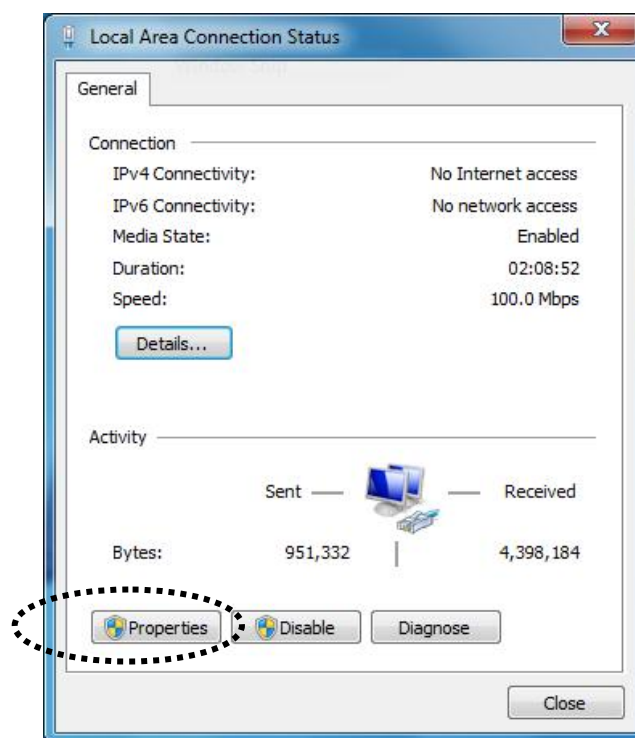 Local Area Connection Status
General
Connection
IPv4 Connectivity: No Internet access
IPv6 Connectivity: No network access
Media State: Enabled
Duration: 02:08:52
Speed: 100.0 Mbps
Details...
Activity
Sent Received
Bytes: 951,332 4,398,184
Properties Disable Diagnose
Close